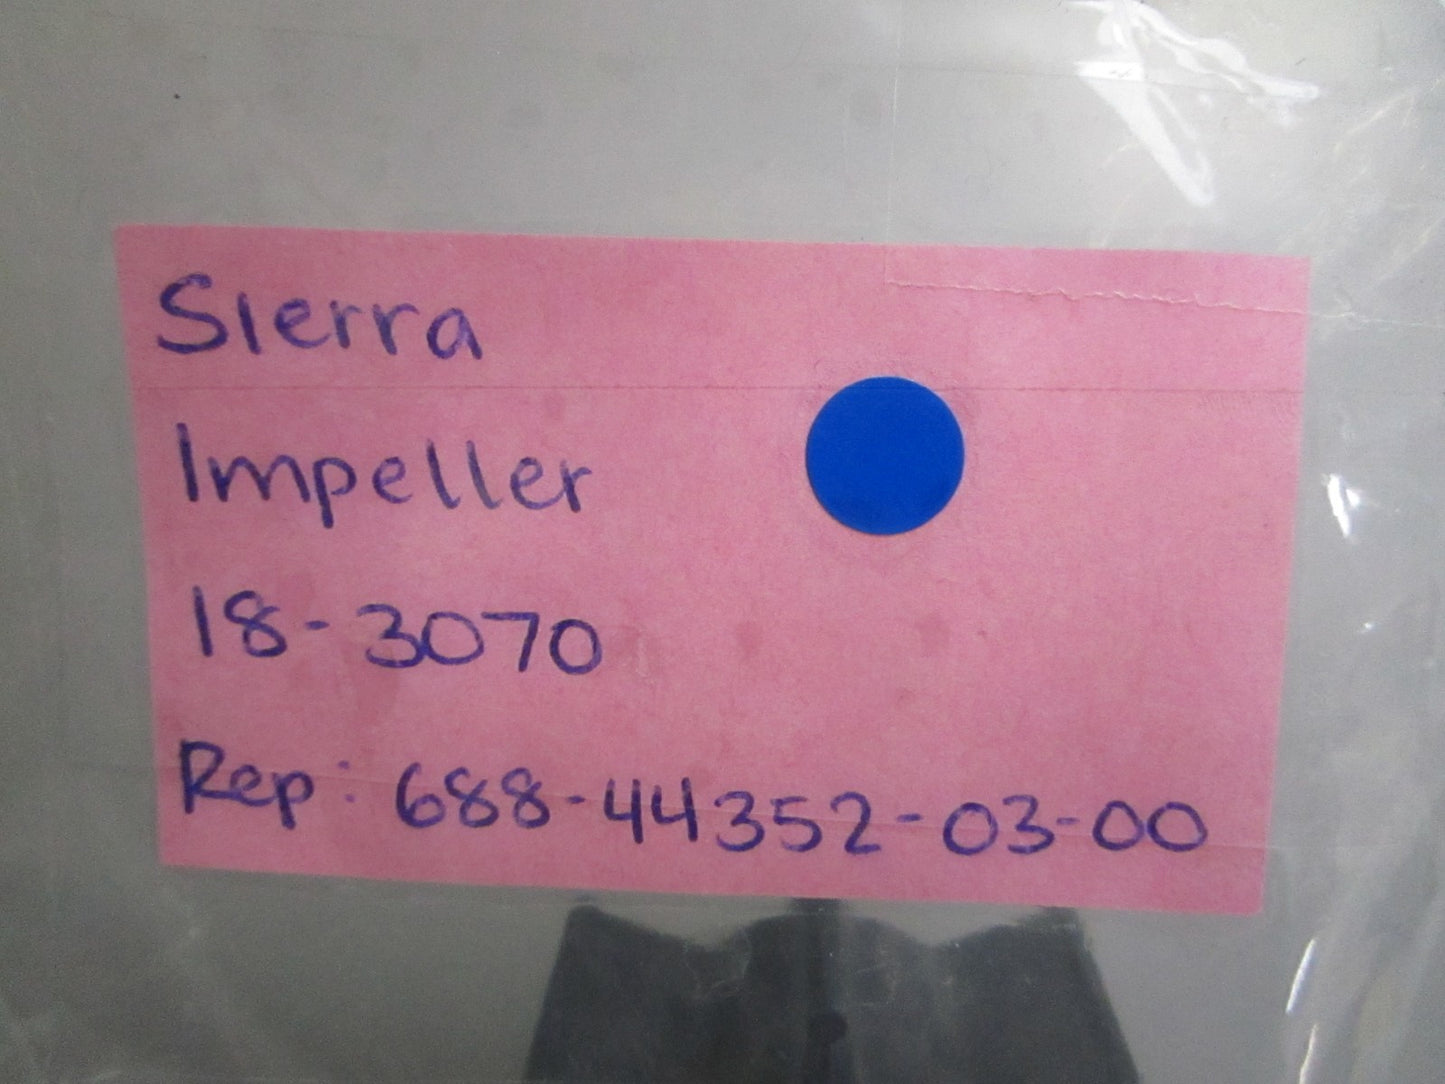 Sierra
Impeller
18-3070
Rep: 688-44352-03-00